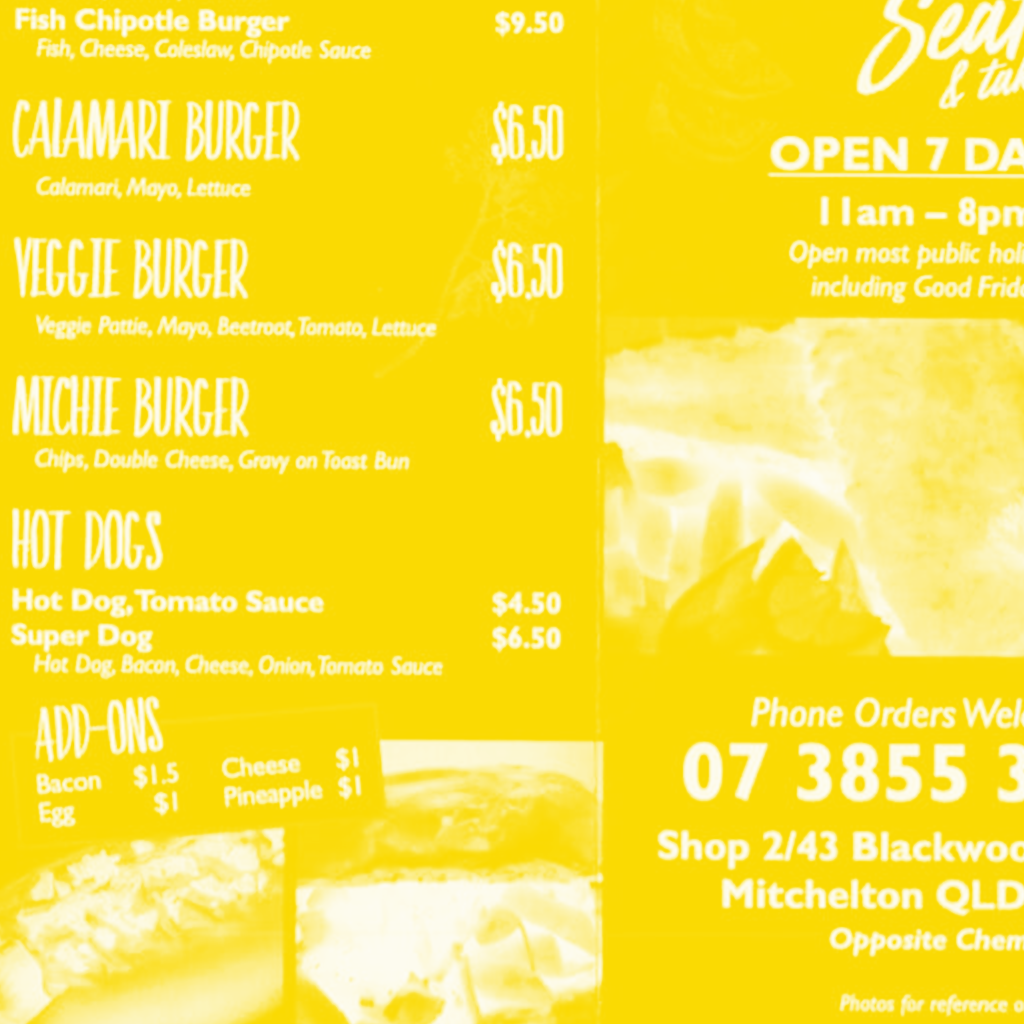 Fish Chipotle Burger $9.50
Fish, Cheese, Coleslaw, Chipotle Sauce
CALAMARI BURGER $6.50
Calamari, Mayo, Lettuce
VEGGIE BURGER $6.50
Veggie Pattie, Mayo, Beetroot, Tomato, Lettuce
MICHIE BURGER $6.50
Chips, Double Cheese, Gravy on Toast Bun
HOT DOGS
Hot Dog, Tomato Sauce $4.50
Super Dog $6.50
Hot Dog, Bacon, Cheese, Onion, Tomato Sauce
ADD-ONS
Bacon $1.5 Cheese $1
Egg $1 Pineapple $1
& 
OPEN 7
11am – 8pm
Open most public
including Good
Phone Orders
07 3855
Shop 2/43
Mitchelton QLD
Opposite
Photos for reference